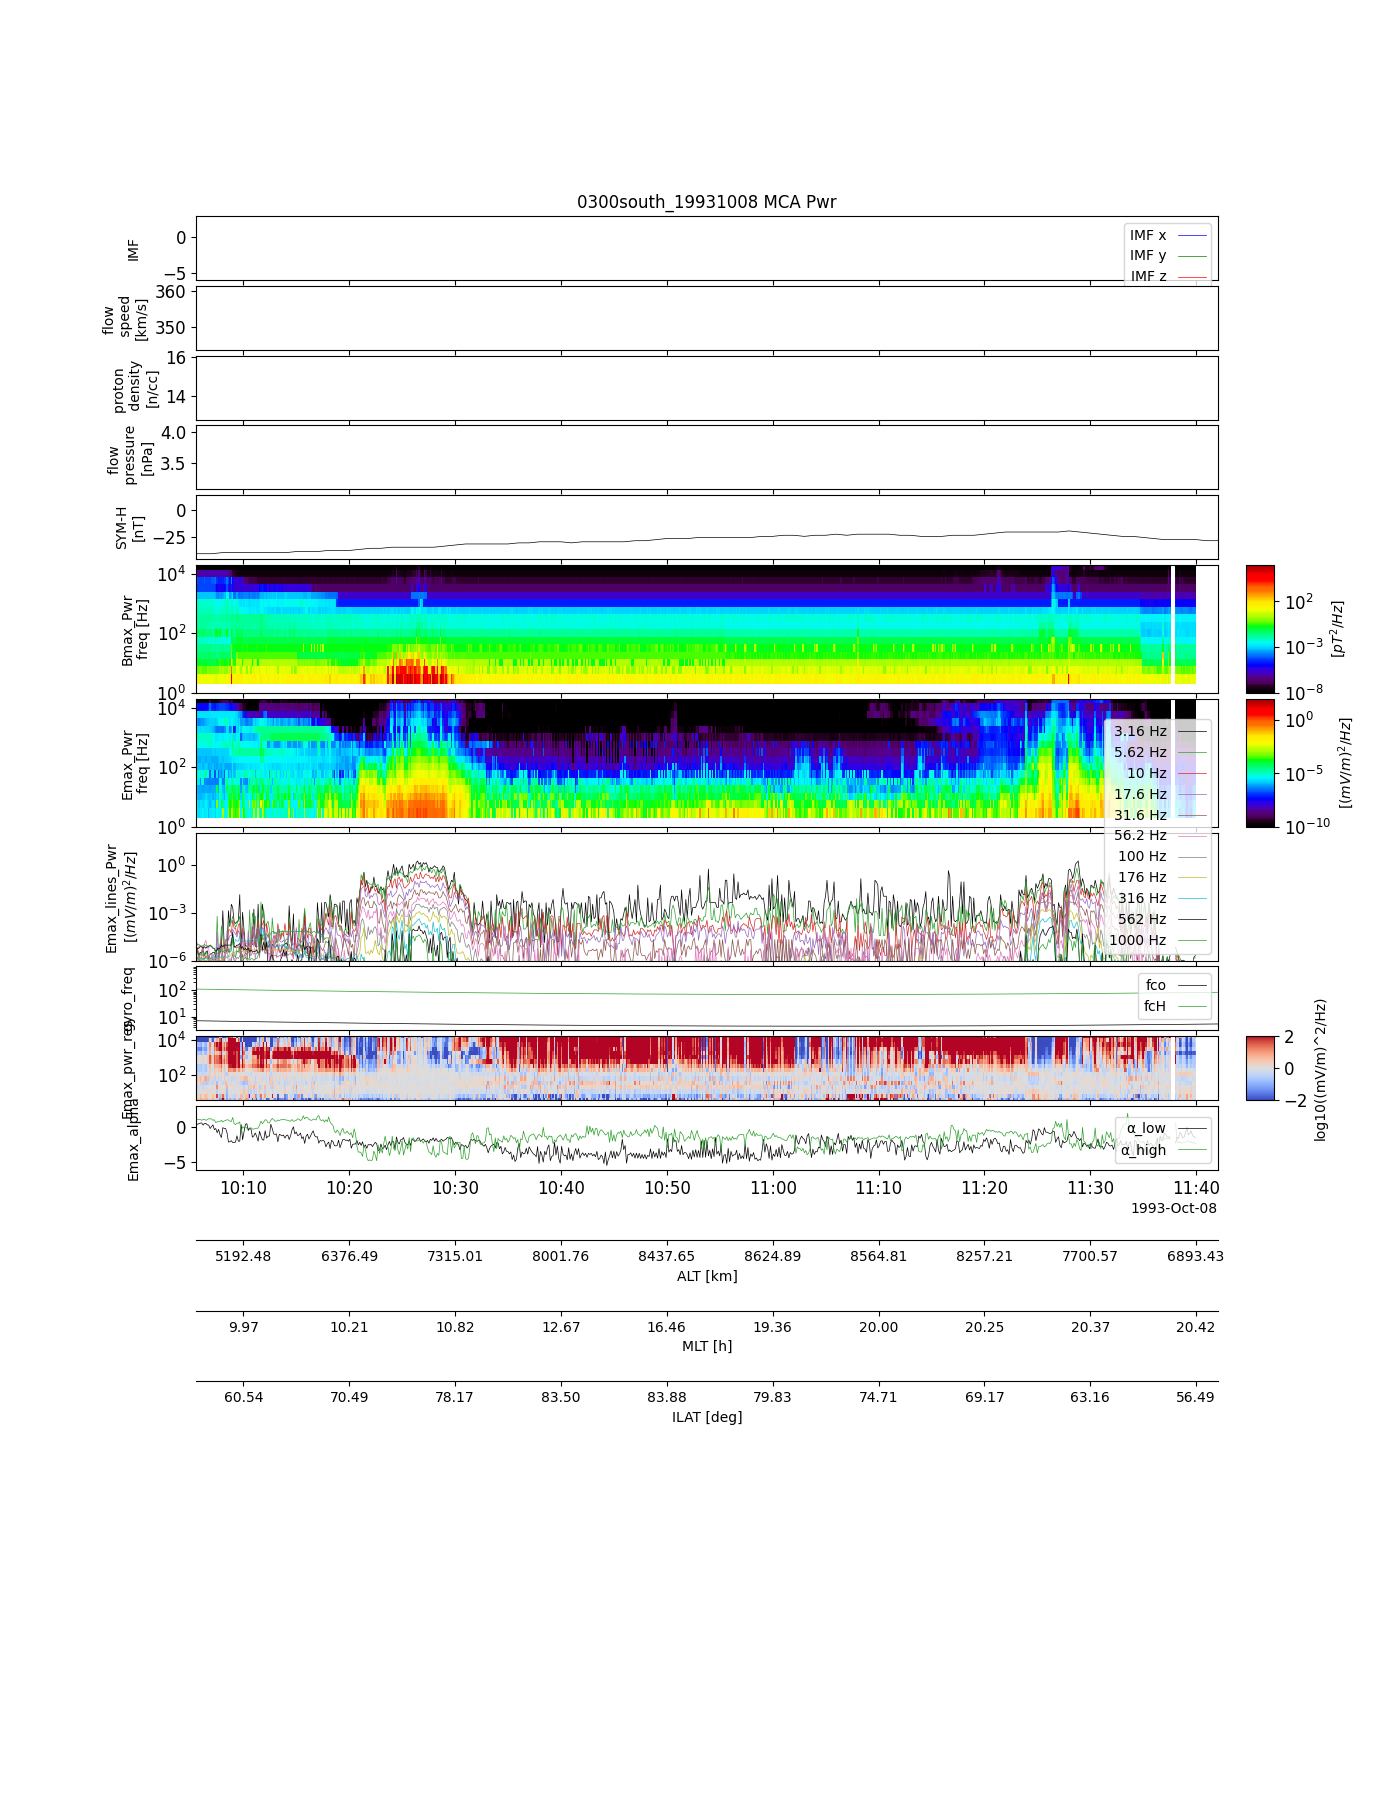 0300south_19931008 MCA Pwr
IMF
0
−5
IMF x
IMF y
IMF z
flow
speed
[km/s]
360
350
proton
density
[n/cc]
16
14
flow
pressure
[nPa]
4.0
3.5
SYM-H
[nT]
0
−25
Bmax_Pwr
freq [Hz]
10^4
10^2
10^0
10^2
10^−3
10^−8
[pT^2/Hz]
Emax_Pwr
freq [Hz]
10^4
10^2
10^0
10^0
10^−5
10^−10
[(mV/m)^2/Hz]
3.16 Hz
5.62 Hz
10 Hz
17.6 Hz
31.6 Hz
56.2 Hz
100 Hz
176 Hz
316 Hz
562 Hz
1000 Hz
Emax_lines_Pwr
[(mV/m)^2/Hz]
10^0
10^−3
10^−6
gyro_freq
10^2
10^1
fco
fcH
Emax_pwr_reg
10^4
10^2
2
0
−2
log10((mV/m)^2/Hz)
Emax_alpha
0
−5
α_low
α_high
10:10 10:20 10:30 10:40 10:50 11:00 11:10 11:20 11:30 11:40
1993-Oct-08
5192.48 6376.49 7315.01 8001.76 8437.65 8624.89 8564.81 8257.21 7700.57 6893.43
ALT [km]
9.97 10.21 10.82 12.67 16.46 19.36 20.00 20.25 20.37 20.42
MLT [h]
60.54 70.49 78.17 83.50 83.88 79.83 74.71 69.17 63.16 56.49
ILAT [deg]